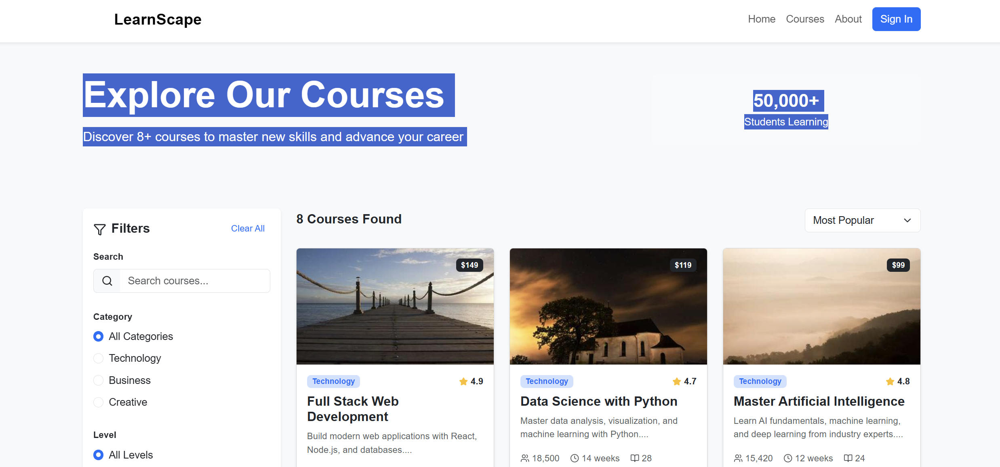 LearnScape
Home Courses About Sign In
Explore Our Courses
Discover 8+ courses to master new skills and advance your career
50,000+
Students Learning
Filters
Clear All
Search
Search courses...
Category
All Categories
Technology
Business
Creative
Level
All Levels
8 Courses Found
Most Popular
$149
Technology
4.9
Full Stack Web
Development
Build modern web applications with React,
Node.js, and databases....
$119
Technology
4.7
Data Science with Python
Master data analysis, visualization, and
machine learning with Python....
18,500 14 weeks 28
$99
Technology
4.8
Master Artificial Intelligence
Learn AI fundamentals, machine learning,
and deep learning from industry experts....
15,420 12 weeks 24